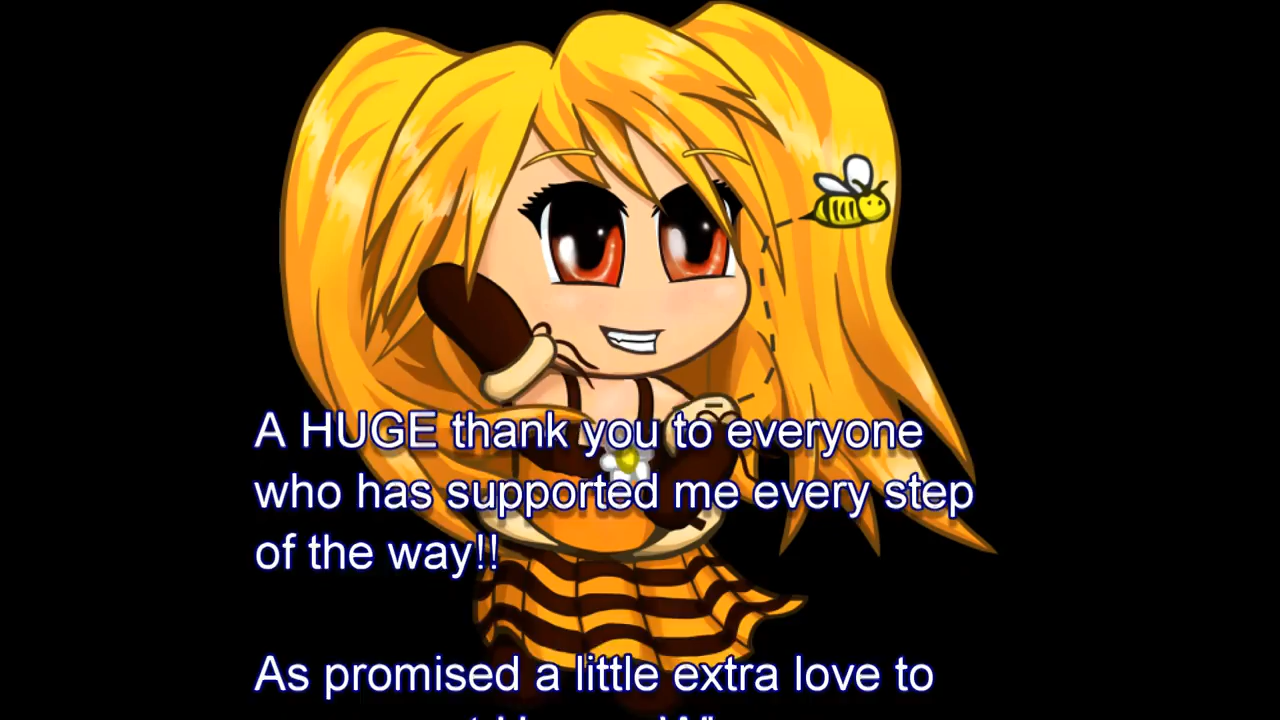 A HUGE thank you to everyone
who has supported me every step
of the way!!
As promised a little extra love to